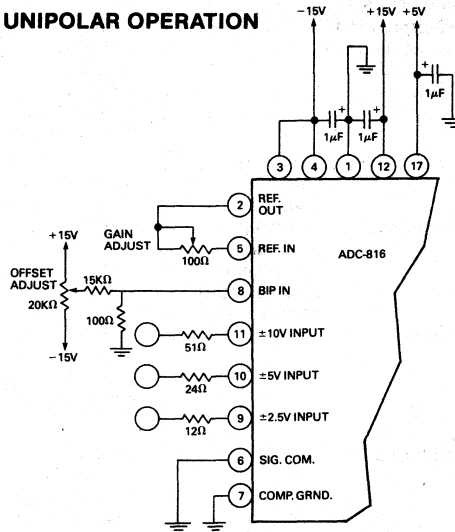 UNIPOLAR OPERATION
−15V
+15V
+5V
+
1µF
+
1µF
+
1µF
3
4
1
12
17
ADC-816
2
REF.
OUT
GAIN
ADJUST
100Ω
5
REF. IN
+15V
OFFSET
ADJUST
20KΩ
−15V
15KΩ
100Ω
8
BIP IN
11
±10V INPUT
51Ω
10
±5V INPUT
24Ω
9
±2.5V INPUT
12Ω
6
SIG. COM.
7
COMP. GRND.